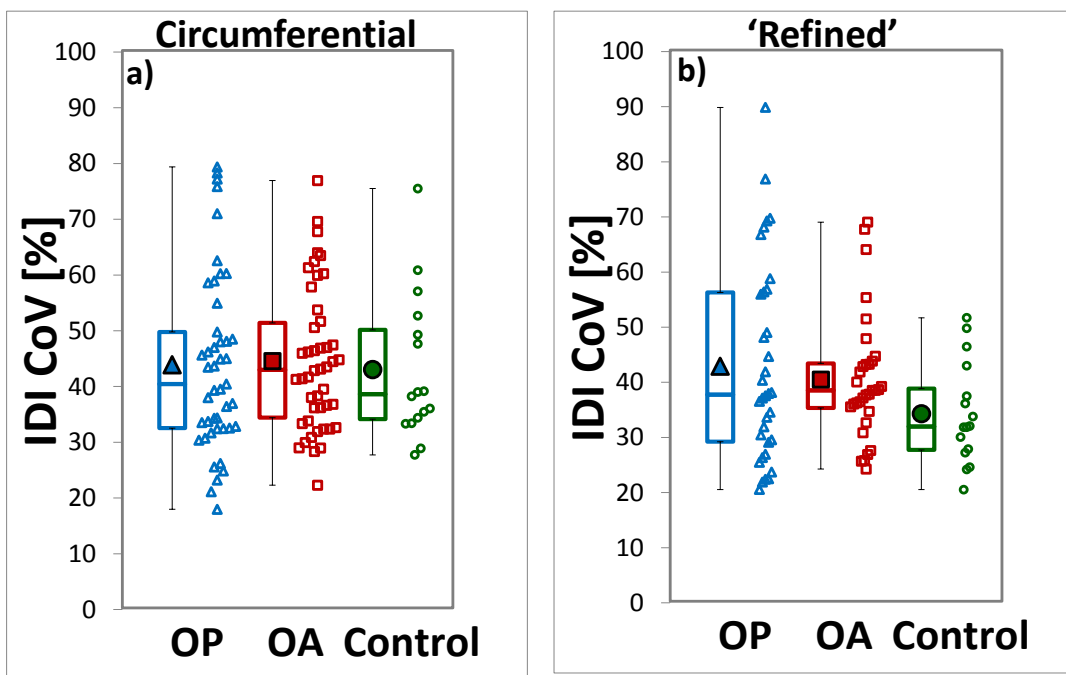 Circumferential
a)
IDI CoV [%]
100
90
80
70
60
50
40
30
20
10
0
OP OA Control
‘Refined’
b)
IDI CoV [%]
100
90
80
70
60
50
40
30
20
10
0
OP OA Control